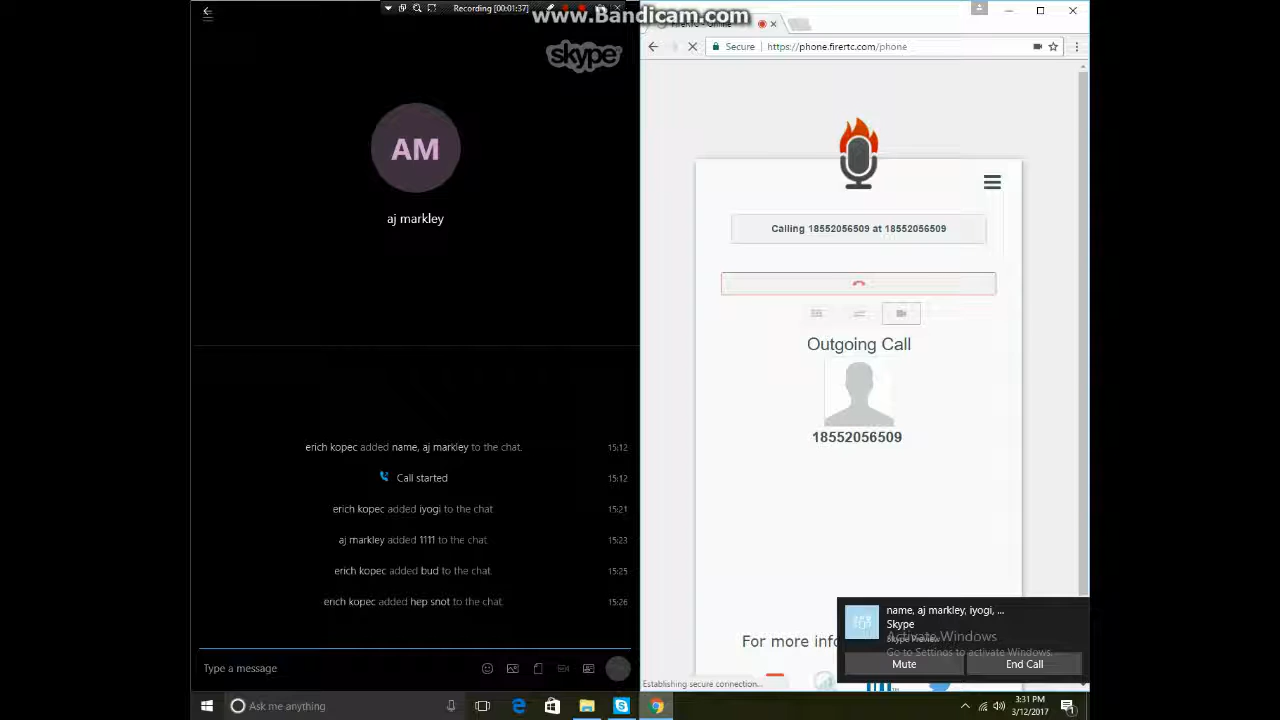 Recording [00:01:37]
www.Bandicam.com
skype
AM
aj markley
erich kopec added name, aj markley to the chat. 15:12
Call started 15:12
erich kopec added iyogi to the chat 15:21
aj markley added 1111 to the chat. 15:23
erich kopec added bud to the chat. 15:25
erich kopec added hep snot to the chat. 15:26
Type a message
Secure https://phone.firertc.com/phone
Calling 18552056509 at 18552056509
Outgoing Call
18552056509
For more info
name, aj markley, iyogi, ...
Skype
Skype Preview
Activate Windows
Go to Settings to activate Windows.
Mute End Call
Establishing secure connection...
Ask me anything
3:31 PM
3/12/2017